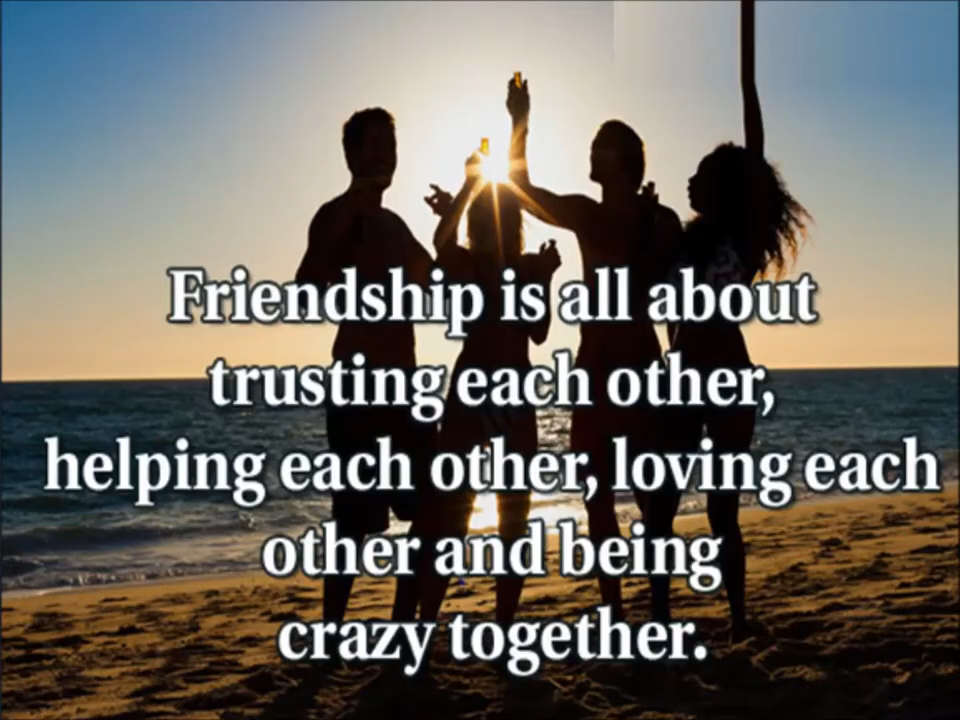 Friendship is all about
trusting each other,
helping each other, loving each
other and being
crazy together.